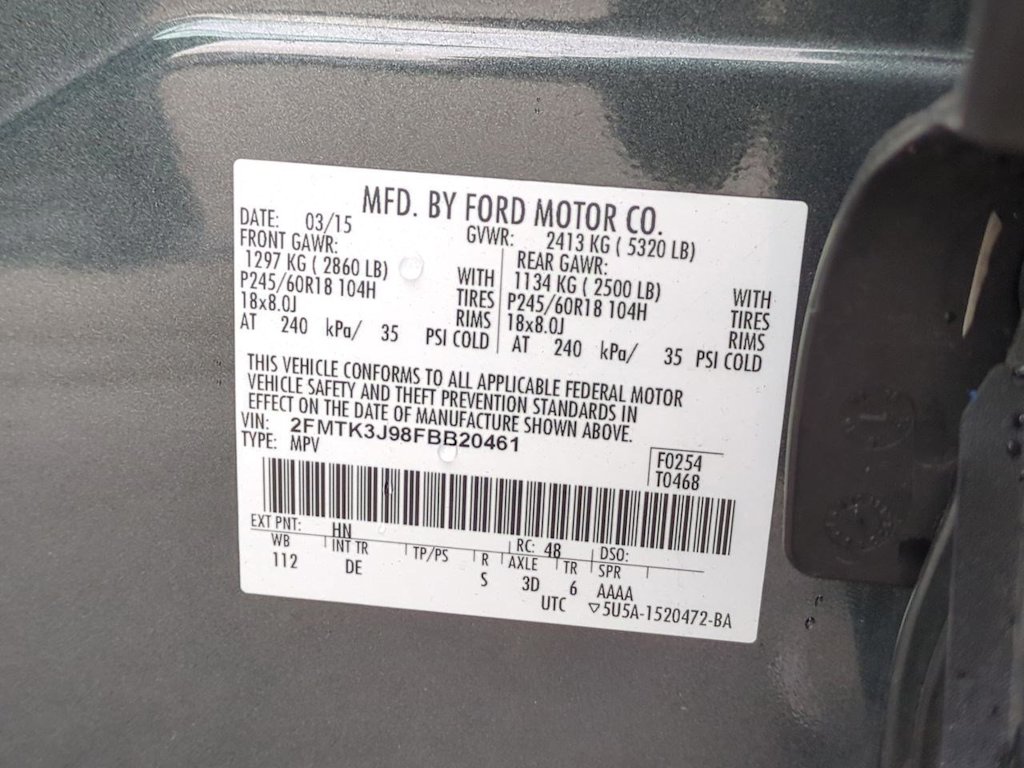 MFD. BY FORD MOTOR CO.
DATE: 03/15 GVWR: 2413 KG ( 5320 LB)
FRONT GAWR: REAR GAWR:
1297 KG ( 2860 LB) WITH 1134 KG ( 2500 LB) WITH
P245/60R18 104H TIRES P245/60R18 104H TIRES
18x8.0J RIMS 18x8.0J RIMS
AT 240 kPa/ 35 PSI COLD AT 240 kPa/ 35 PSI COLD
THIS VEHICLE CONFORMS TO ALL APPLICABLE FEDERAL MOTOR
VEHICLE SAFETY AND THEFT PREVENTION STANDARDS IN
EFFECT ON THE DATE OF MANUFACTURE SHOWN ABOVE.
VIN: 2FMTK3J98FBB20461
TYPE: MPV
F0254
T0468
EXT PNT: HN RC: 48 DSO:
WB INT TR TP/PS R AXLE TR SPR
112 DE S 3D 6 AAAA
UTC ▽5U5A-1520472-BA